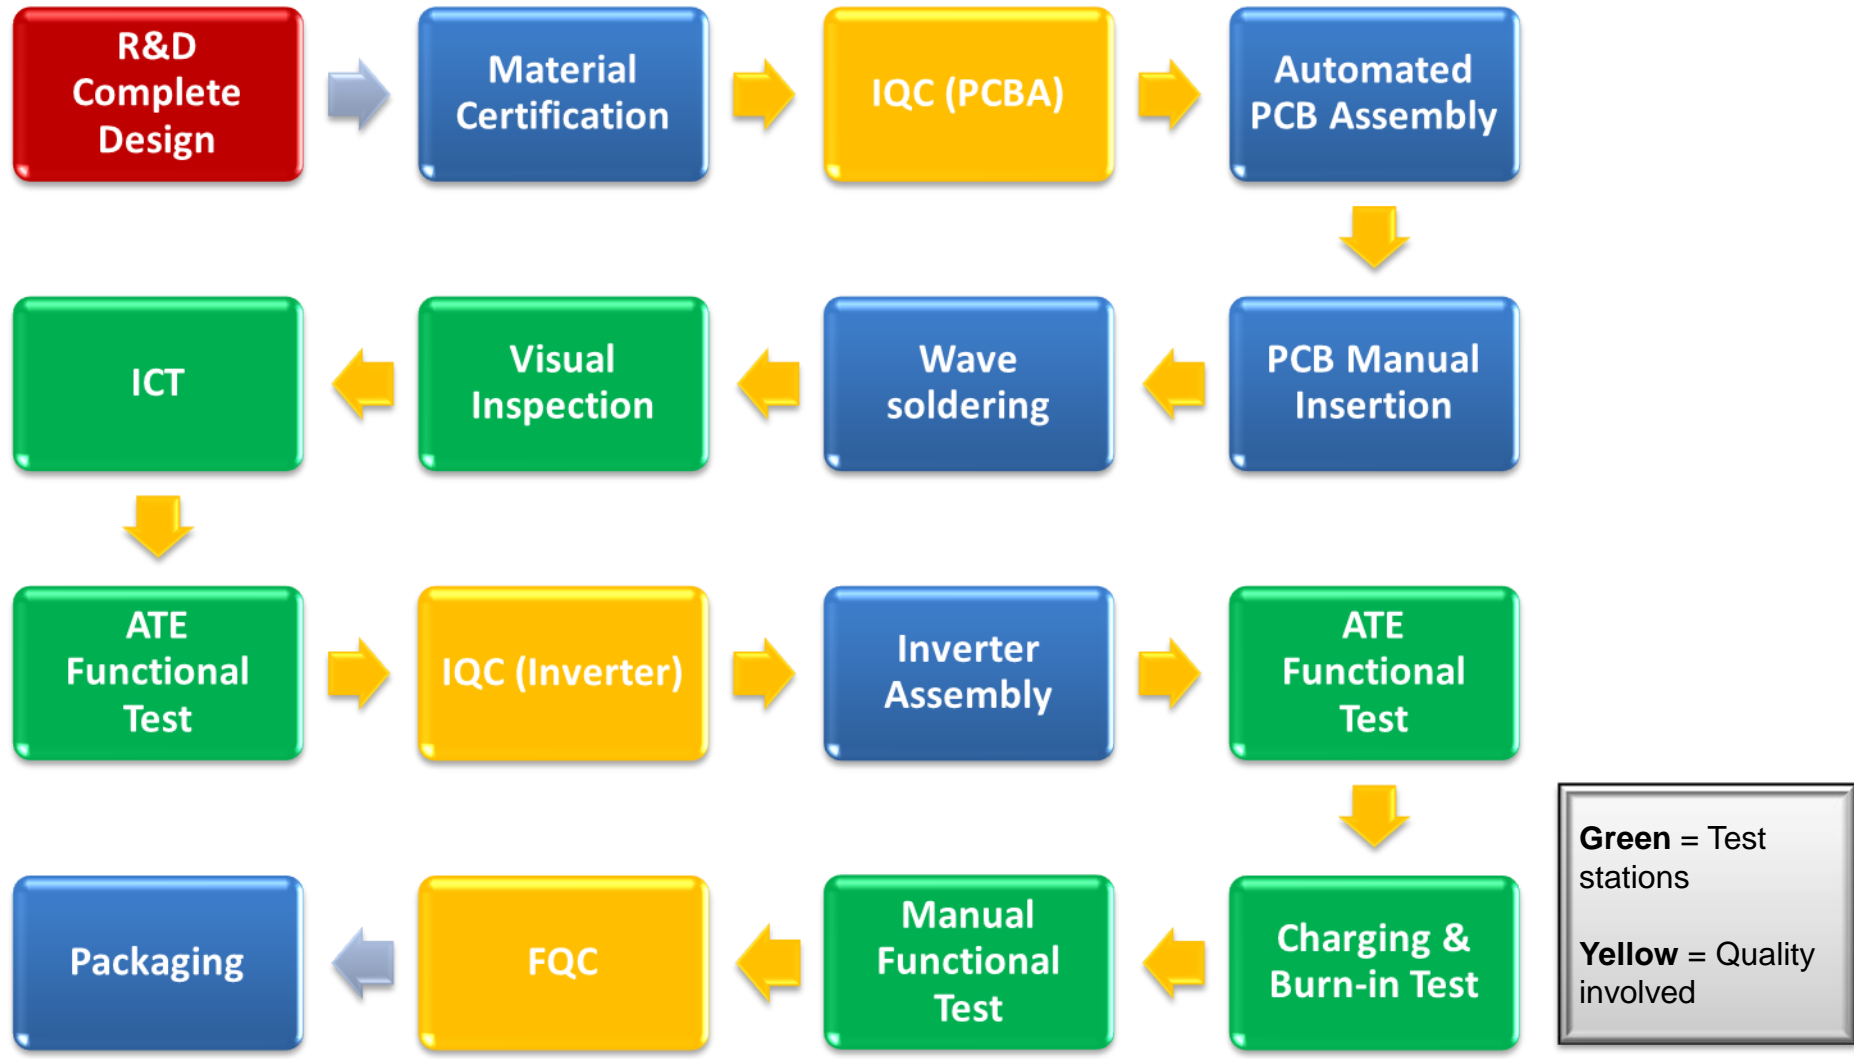 R&D
Complete
Design
Material
Certification
IQC (PCBA)
Automated
PCB Assembly
PCB Manual
Insertion
Wave
soldering
Visual
Inspection
ICT
ATE
Functional
Test
IQC (Inverter)
Inverter
Assembly
ATE
Functional
Test
Charging &
Burn-in Test
Manual
Functional
Test
FQC
Packaging
Green = Test
stations
Yellow = Quality
involved